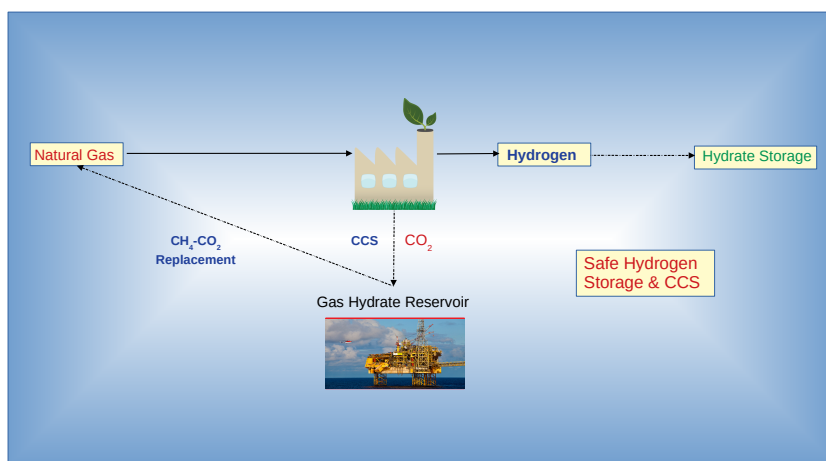 Natural Gas
Hydrogen
Hydrate Storage
CH₄-CO₂
Replacement
CCS
CO₂
Safe Hydrogen
Storage & CCS
Gas Hydrate Reservoir